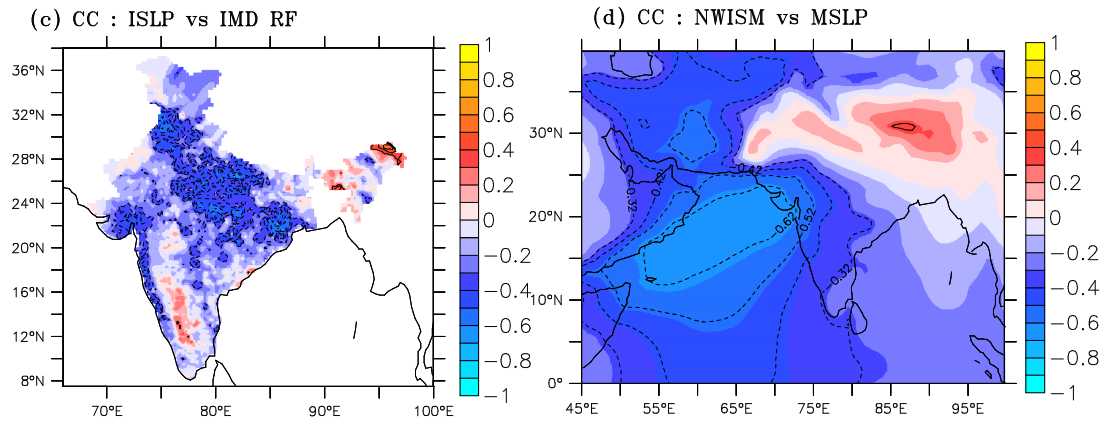 (c) CC : ISLP vs IMD RF
36°N
32°N
28°N
24°N
20°N
16°N
12°N
8°N
70°E
80°E
90°E
100°E
1
0.8
0.6
0.4
0.2
0
−0.2
−0.4
−0.6
−0.8
−1
(d) CC : NWISM vs MSLP
30°N
20°N
10°N
0°
45°E
55°E
65°E
75°E
85°E
95°E
−0.62
0.52
−0.32
1
0.8
0.6
0.4
0.2
0
−0.2
−0.4
−0.6
−0.8
−1